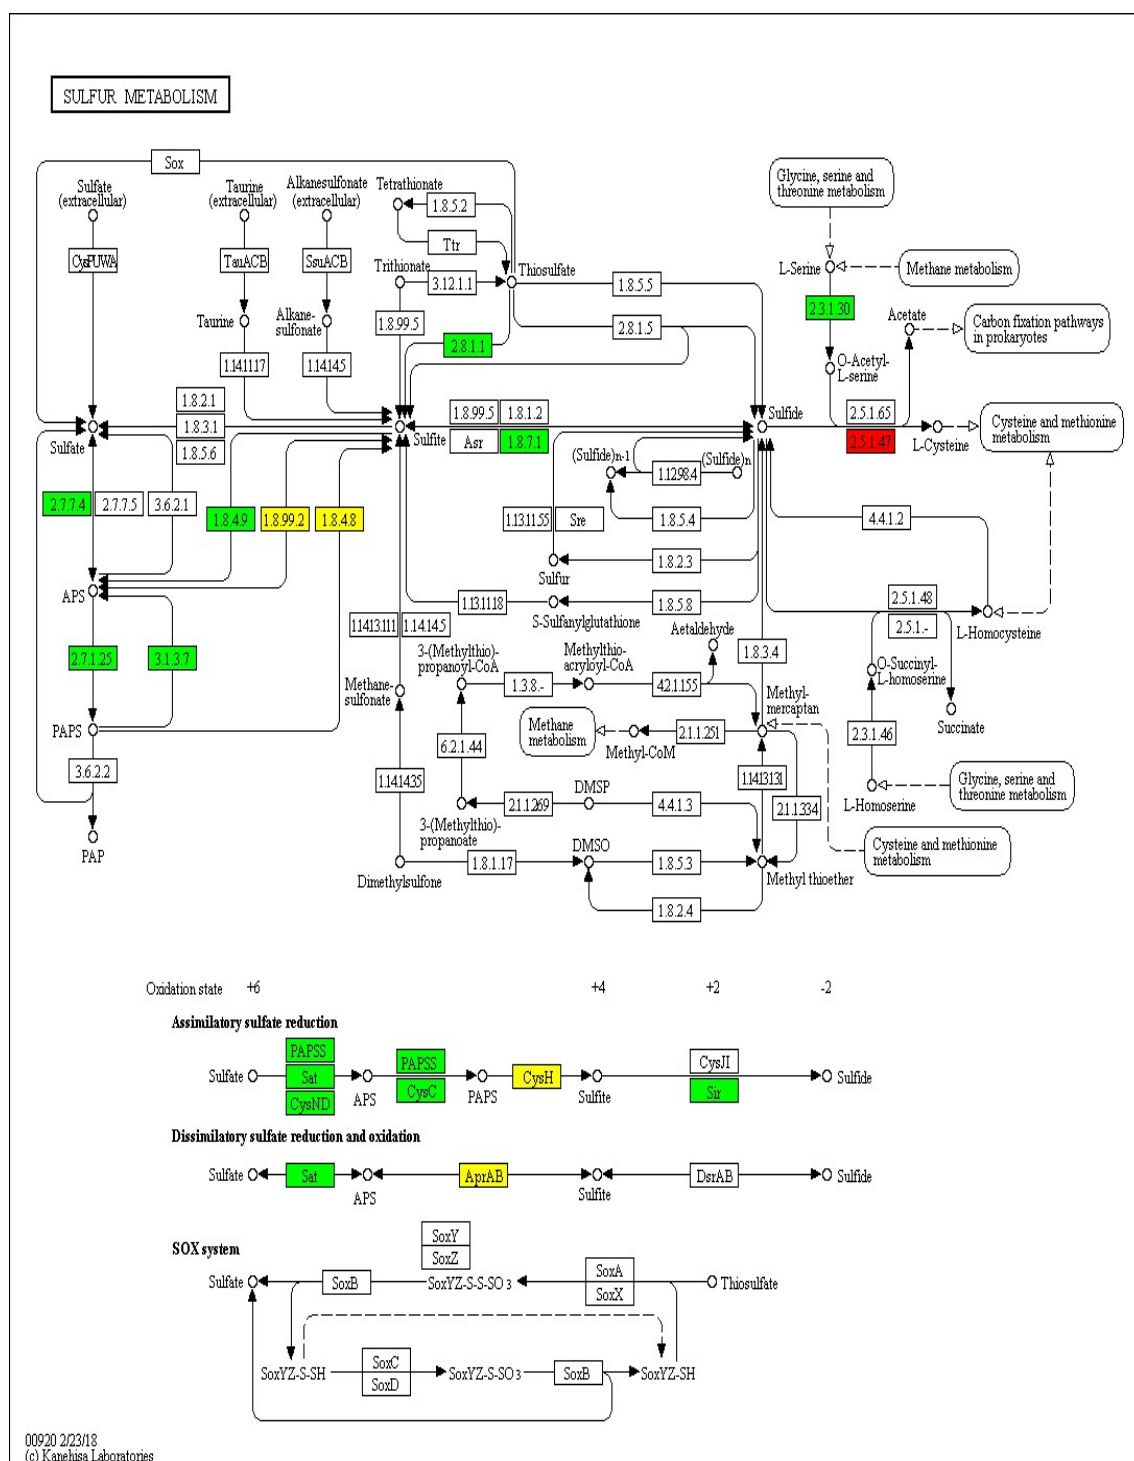 SULFUR METABOLISM
Sox
Sulfate
(extracellular)
Taurine
(extracellular)
Alkanesulfonate
(extracellular)
Tetrathionate
1.8.5.2
Ttr
Glycine, serine and
threonine metabolism
CysPUWA
TauACB
SsuACB
Trithionate
3.12.1.1
Thiosulfate
1.8.5.5
L-Serine
Methane metabolism
2.3.1.30
Taurine
Alkane-
sulfonate
1.8.99.5
2.8.1.5
Acetate
Carbon fixation pathways
in prokaryotes
2.8.1.1
1.14.11.17
1.14.14.5
O-Acetyl-
L-serine
1.8.2.1
1.8.3.1
1.8.5.6
1.8.99.5
1.8.1.2
Asr
1.8.7.1
2.5.1.65
2.5.1.47
Sulfate
Sulfite
Sulfide
L-Cysteine
Cysteine and methionine
metabolism
(Sulfide)n-1
1.12.98.4
(Sulfide)n
2.7.7.4
2.7.7.5
3.6.2.1
1.8.4.9
1.8.99.2
1.8.4.8
1.13.11.55
Sre
1.8.5.4
4.4.1.2
1.8.2.3
Sulfur
APS
1.13.11.18
1.8.5.8
S-Sulfanylglutathione
2.5.1.48
2.5.1.-
L-Homocysteine
1.14.13.111
1.14.14.5
Aetaldehyde
1.8.3.4
2.7.1.25
3.1.3.7
3-(Methylthio)-
propanoyl-CoA
Methylthio-
acryloyl-CoA
O-Succinyl-
L-homoserine
1.3.8.-
4.2.1.155
Methane-
sulfonate
Methyl-
mercaptan
Succinate
PAPS
Methane
metabolism
Methyl-CoM
2.1.1.251
6.2.1.44
2.3.1.46
3.6.2.2
1.14.14.35
1.14.13.131
Glycine, serine and
threonine metabolism
L-Homoserine
DMSP
2.1.1.269
4.4.1.3
2.1.1.334
3-(Methylthio)-
propanoate
PAP
DMSO
Cysteine and methionine
metabolism
1.8.1.17
1.8.5.3
Dimethylsulfone
Methyl thioether
1.8.2.4
Oxidation state +6 +4 +2 -2
Assimilatory sulfate reduction
PAPSS
PAPSS
CysJI
Sulfate
Sat
APS
CysC
PAPS
CysH
Sulfite
Sir
Sulfide
CysND
Dissimilatory sulfate reduction and oxidation
Sulfate
Sat
APS
AprAB
Sulfite
DsrAB
Sulfide
SOX system
SoxY
SoxZ
Sulfate
SoxB
SoxYZ-S-S-SO3
SoxA
SoxX
Thiosulfate
SoxYZ-S-SH
SoxC
SoxD
SoxYZ-S-SO3
SoxB
SoxYZ-SH
00920 2/23/18
(c) Kanehisa Laboratories